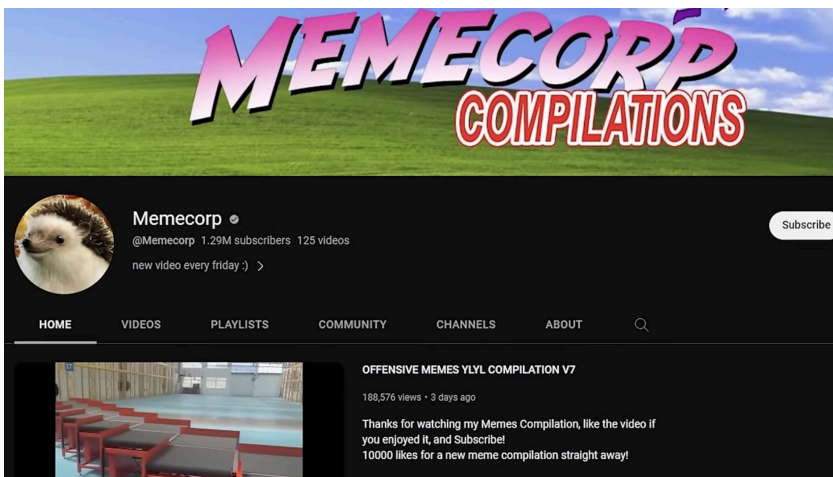 MEMECORP
COMPILATIONS
Memecorp
@Memecorp 1.29M subscribers 125 videos
Subscribe
new video every friday :)
HOME VIDEOS PLAYLISTS COMMUNITY CHANNELS ABOUT
OFFENSIVE MEMES YLYL COMPILATION V7
188,576 views • 3 days ago
Thanks for watching my Memes Compilation, like the video if
you enjoyed it, and Subscribe!
10000 likes for a new meme compilation straight away!